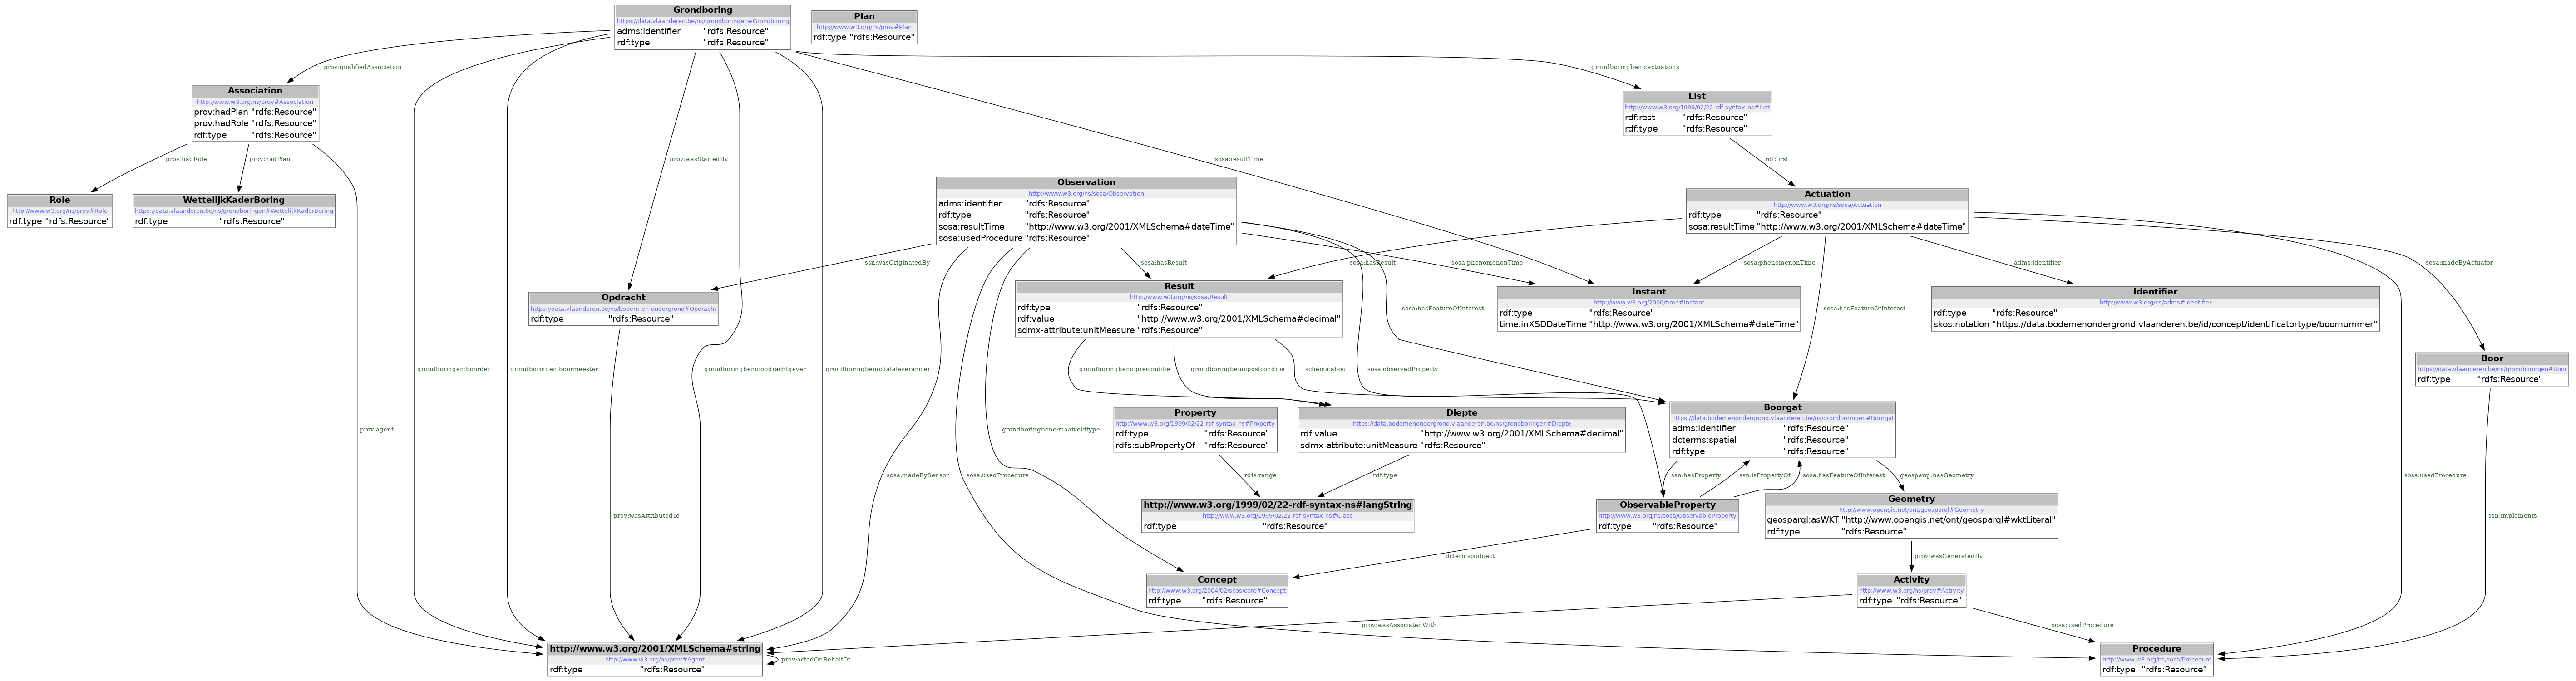 Grondboring
https://data.vlaanderen.be/ns/grondboringen#Grondboring
adms:identifier "rdfs:Resource"
rdf:type "rdfs:Resource"
Plan
http://www.w3.org/ns/prov#Plan
rdf:type "rdfs:Resource"
prov:qualifiedAssociation
grondboringbeno:actuations
Association
http://www.w3.org/ns/prov#Association
prov:hadPlan "rdfs:Resource"
prov:hadRole "rdfs:Resource"
rdf:type "rdfs:Resource"
List
http://www.w3.org/1999/02/22-rdf-syntax-ns#List
rdf:rest "rdfs:Resource"
rdf:type "rdfs:Resource"
prov:hadRole
prov:hadPlan
prov:wasStartedBy
sosa:resultTime
rdf:first
Role
http://www.w3.org/ns/prov#Role
rdf:type "rdfs:Resource"
WettelijkKaderBoring
https://data.vlaanderen.be/ns/grondboringen#WettelijkKaderBoring
rdf:type "rdfs:Resource"
Observation
http://www.w3.org/ns/sosa/Observation
adms:identifier "rdfs:Resource"
rdf:type "rdfs:Resource"
sosa:resultTime "http://www.w3.org/2001/XMLSchema#dateTime"
sosa:usedProcedure "rdfs:Resource"
Actuation
http://www.w3.org/ns/sosa/Actuation
rdf:type "rdfs:Resource"
sosa:resultTime "http://www.w3.org/2001/XMLSchema#dateTime"
ssn:wasOriginatedBy
sosa:hasResult
sosa:hasResult
sosa:phenomenonTime
sosa:phenomenonTime
adms:identifier
sosa:madeByActuator
Opdracht
https://data.vlaanderen.be/ns/bodem-en-ondergrond#Opdracht
rdf:type "rdfs:Resource"
Result
http://www.w3.org/ns/sosa/Result
rdf:type "rdfs:Resource"
rdf:value "http://www.w3.org/2001/XMLSchema#decimal"
sdmx-attribute:unitMeasure "rdfs:Resource"
sosa:hasFeatureOfInterest
Instant
http://www.w3.org/2006/time#Instant
rdf:type "rdfs:Resource"
time:inXSDDateTime "http://www.w3.org/2001/XMLSchema#dateTime"
sosa:hasFeatureOfInterest
Identifier
http://www.w3.org/ns/adms#Identifier
rdf:type "rdfs:Resource"
skos:notation "https://data.bodemenondergrond.vlaanderen.be/id/concept/identificatortype/boornummer"
Boor
https://data.vlaanderen.be/ns/grondboringen#Boor
rdf:type "rdfs:Resource"
grondboringen:boorder
grondboringen:boormeester
grondboringbeno:opdrachtgever
grondboringbeno:dataleverancier
grondboringbeno:preconditie
grondboringbeno:postconditie
schema:about
sosa:observedProperty
prov:agent
grondboringbeno:maaiveldtype
Property
http://www.w3.org/1999/02/22-rdf-syntax-ns#Property
rdf:type "rdfs:Resource"
rdfs:subPropertyOf "rdfs:Resource"
Diepte
https://data.bodemenondergrond.vlaanderen.be/ns/grondboringen#Diepte
rdf:value "http://www.w3.org/2001/XMLSchema#decimal"
sdmx-attribute:unitMeasure "rdfs:Resource"
Boorgat
https://data.bodemenondergrond.vlaanderen.be/ns/grondboringen#Boorgat
adms:identifier "rdfs:Resource"
dcterms:spatial "rdfs:Resource"
rdf:type "rdfs:Resource"
sosa:madeBySensor
sosa:usedProcedure
rdfs:range
rdf:type
ssn:hasProperty
ssn:isPropertyOf
sosa:hasFeatureOfInterest
geosparql:hasGeometry
sosa:usedProcedure
prov:wasAttributedTo
http://www.w3.org/1999/02/22-rdf-syntax-ns#langString
http://www.w3.org/1999/02/22-rdf-syntax-ns#Class
rdf:type "rdfs:Resource"
ObservableProperty
http://www.w3.org/ns/sosa/ObservableProperty
rdf:type "rdfs:Resource"
Geometry
http://www.opengis.net/ont/geosparql#Geometry
geosparql:asWKT "http://www.opengis.net/ont/geosparql#wktLiteral"
rdf:type "rdfs:Resource"
ssn:implements
dcterms:subject
prov:wasGeneratedBy
Concept
http://www.w3.org/2004/02/skos/core#Concept
rdf:type "rdfs:Resource"
Activity
http://www.w3.org/ns/prov#Activity
rdf:type "rdfs:Resource"
prov:wasAssociatedWith
sosa:usedProcedure
http://www.w3.org/2001/XMLSchema#string
http://www.w3.org/ns/prov#Agent
rdf:type "rdfs:Resource"
prov:actedOnBehalfOf
Procedure
http://www.w3.org/ns/sosa/Procedure
rdf:type "rdfs:Resource"